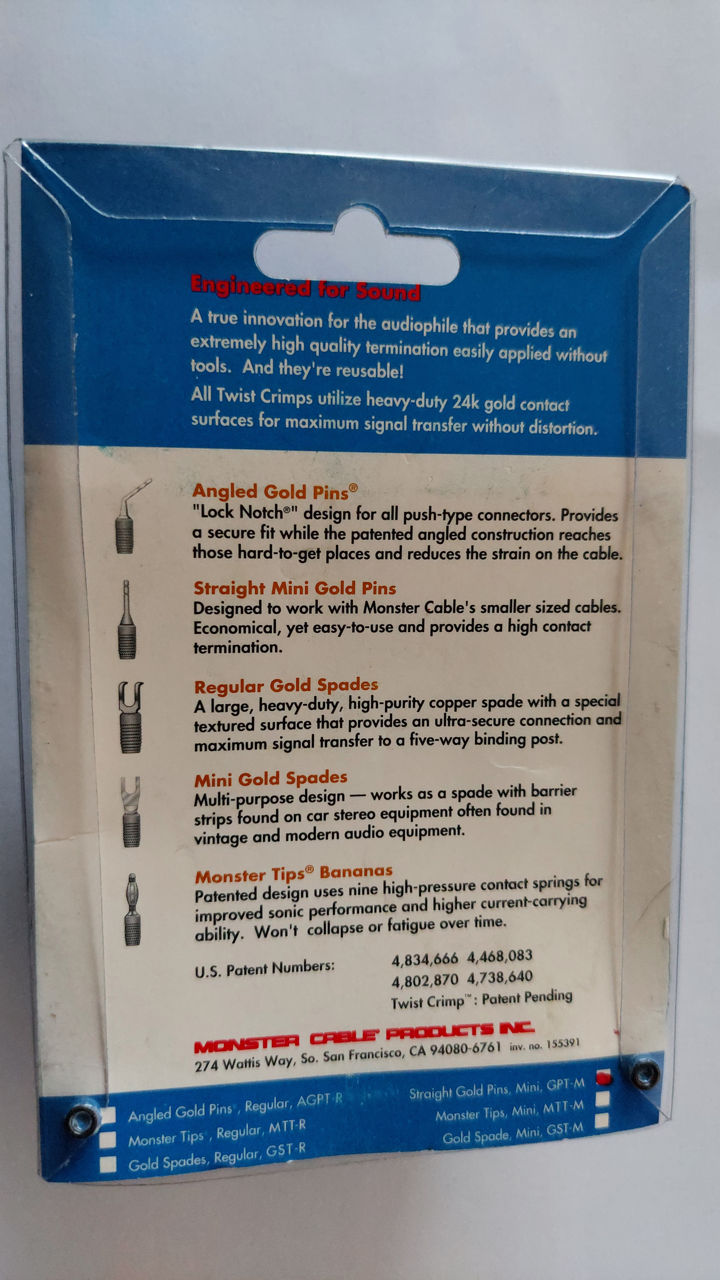 Engineered for Sound
A true innovation for the audiophile that provides an
extremely high quality termination easily applied without
tools. And they're reusable!
All Twist Crimps utilize heavy-duty 24k gold contact
surfaces for maximum signal transfer without distortion.
Angled Gold Pins®
"Lock Notch®" design for all push-type connectors. Provides
a secure fit while the patented angled construction reaches
those hard-to-get places and reduces the strain on the cable.
Straight Mini Gold Pins
Designed to work with Monster Cable's smaller sized cables.
Economical, yet easy-to-use and provides a high contact
termination.
Regular Gold Spades
A large, heavy-duty, high-purity copper spade with a special
textured surface that provides an ultra-secure connection and
maximum signal transfer to a five-way binding post.
Mini Gold Spades
Multi-purpose design — works as a spade with barrier
strips found on car stereo equipment often found in
vintage and modern audio equipment.
Monster Tips® Bananas
Patented design uses nine high-pressure contact springs for
improved sonic performance and higher current-carrying
ability. Won't collapse or fatigue over time.
U.S. Patent Numbers: 4,834,666 4,468,083
4,802,870 4,738,640
Twist Crimp™: Patent Pending
MONSTER CABLE® PRODUCTS INC.
274 Wattis Way, So. San Francisco, CA 94080-6761 inv. no. 155391
Angled Gold Pins, Regular, AGPT-R
Monster Tips, Regular, MTT-R
Gold Spades, Regular, GST-R
Straight Gold Pins, Mini, GPT-M
Monster Tips, Mini, MTT-M
Gold Spade, Mini, GST-M